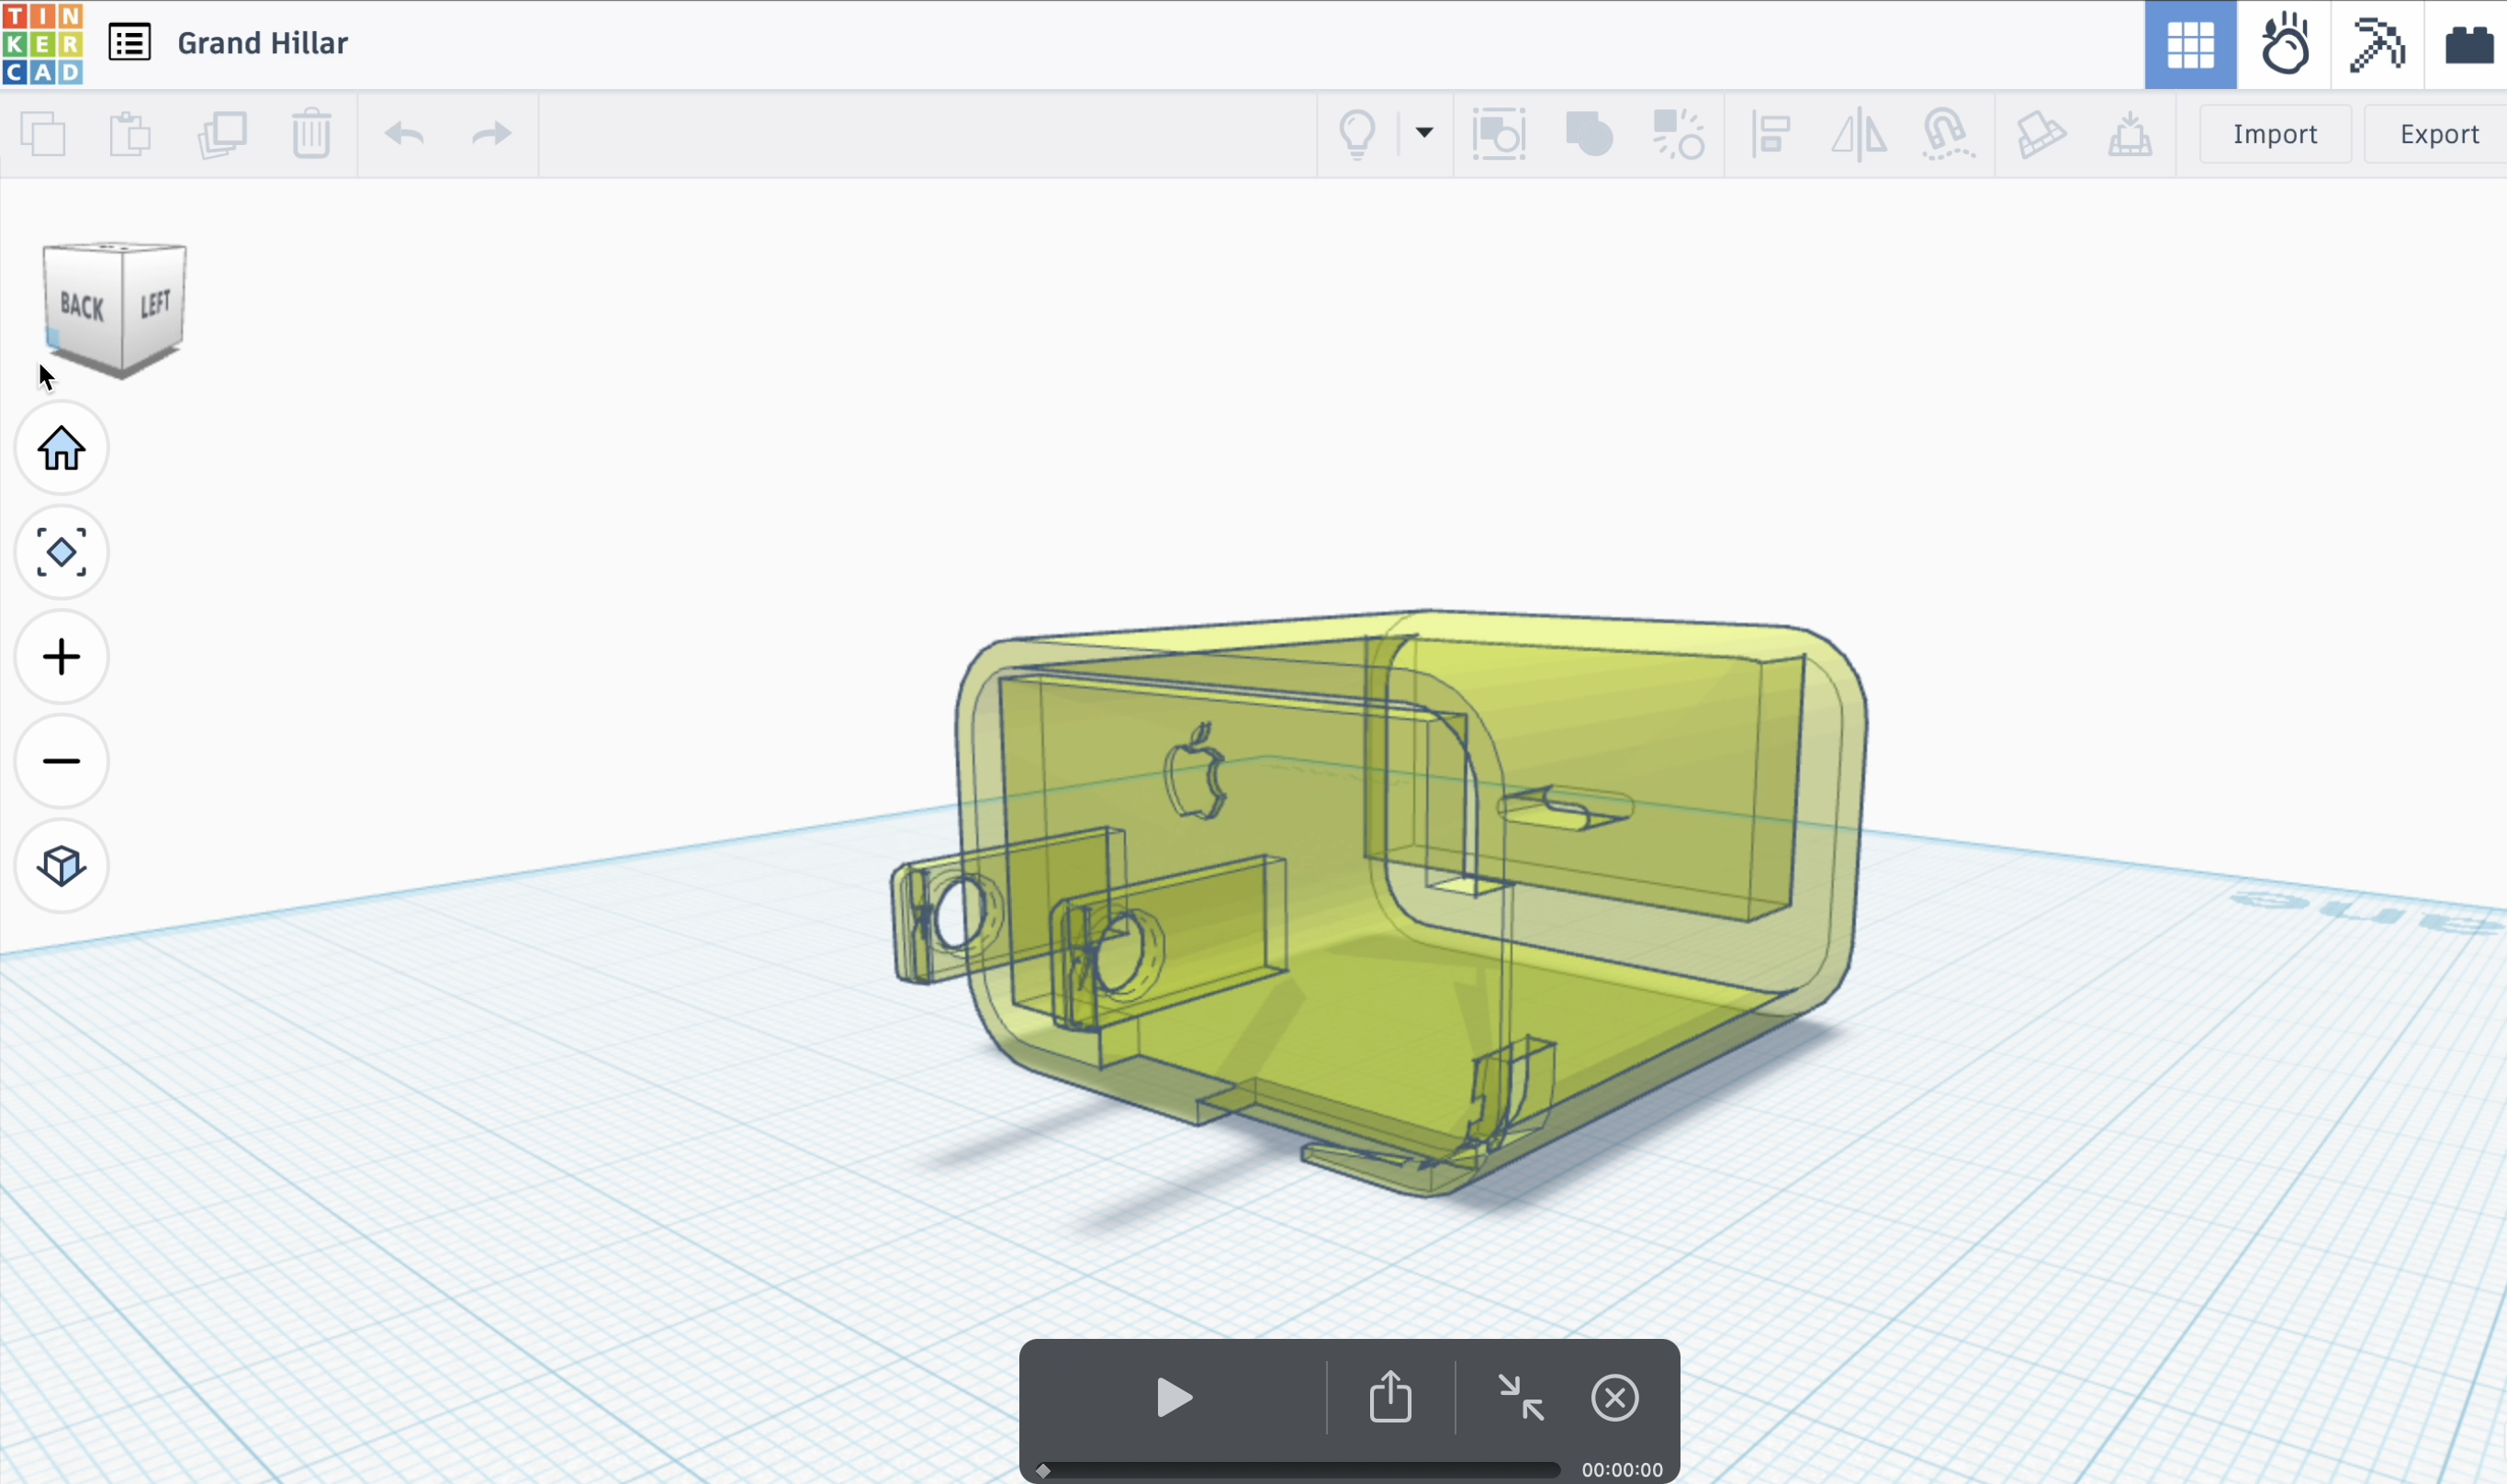 TIN
KER
CAD
Grand Hillar
Import
Export
BACK
LEFT
00:00:00